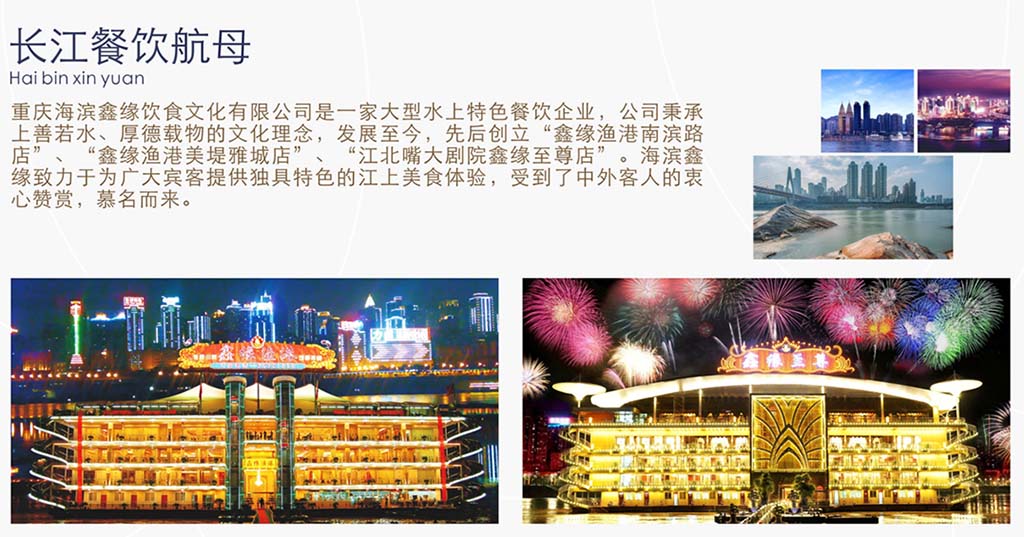 长江餐饮航母
Hai bin xin yuan
重庆海滨鑫缘饮食文化有限公司是一家大型水上特色餐饮企业，公司秉承
上善若水、厚德载物的文化理念，发展至今，先后创立“鑫缘渔港南滨路
店”、“鑫缘渔港美堤雅城店”、“江北嘴大剧院鑫缘至尊店”。海滨鑫
缘致力于为广大宾客提供独具特色的江上美食体验，受到了中外客人的衷
心赞赏，慕名而来。
鑫缘至尊